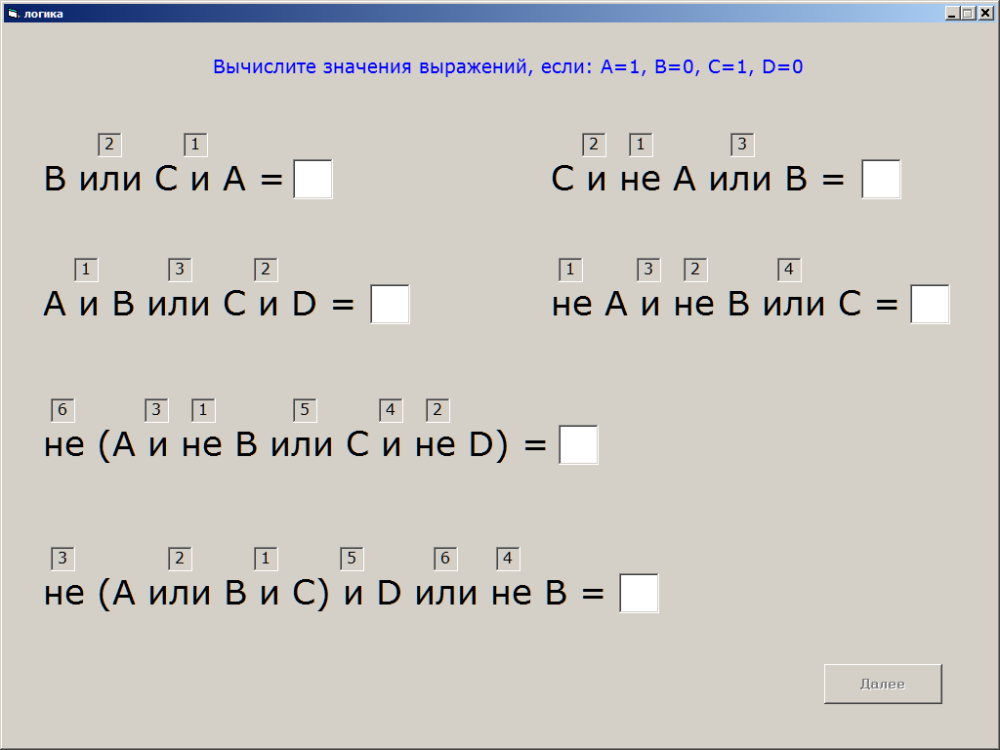 логика
Вычислите значения выражений, если: A=1, B=0, C=1, D=0
2 1
В или С и А =
2 1 3
С и не А или В =
1 3 2
А и В или С и D =
1 3 2 4
не А и не В или С =
6 3 1 5 4 2
не (А и не В или С и не D) =
3 2 1 5 6 4
не (А или В и С) и D или не В =
Далее